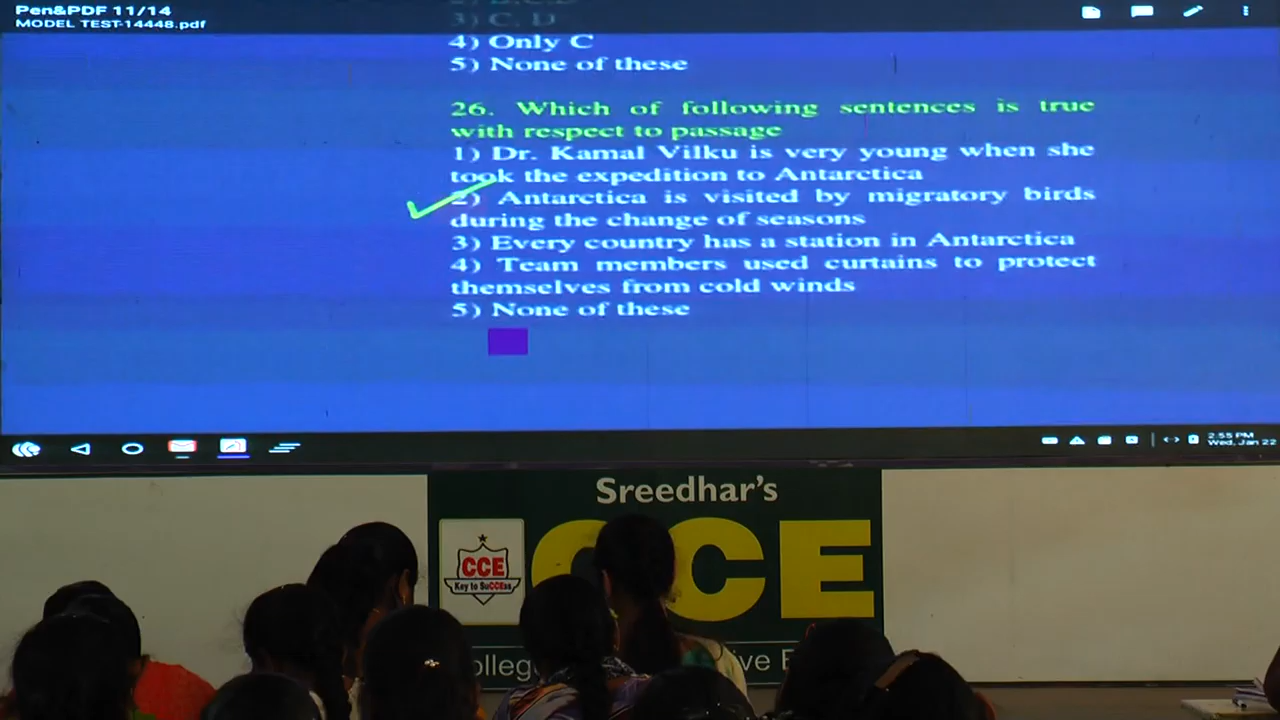 Pen&PDF 11/14
MODEL TEST-14448.pdf
3) C, D
4) Only C
5) None of these
26. Which of following sentences is true
with respect to passage
1) Dr. Kamal Vilku is very young when she
took the expedition to Antarctica
2) Antarctica is visited by migratory birds
during the change of seasons
3) Every country has a station in Antarctica
4) Team members used curtains to protect
themselves from cold winds
5) None of these
2:55 PM
Wed, Jan 22
Sreedhar's
CCE
CCE
Key to SuCCEss